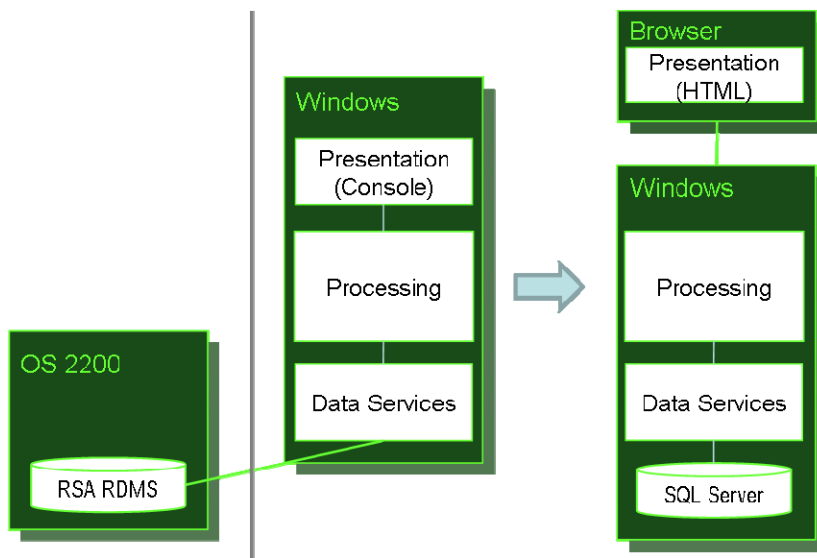 OS 2200
RSA RDMS
Windows
Presentation
(Console)
Processing
Data Services
Browser
Presentation
(HTML)
Windows
Processing
Data Services
SQL Server